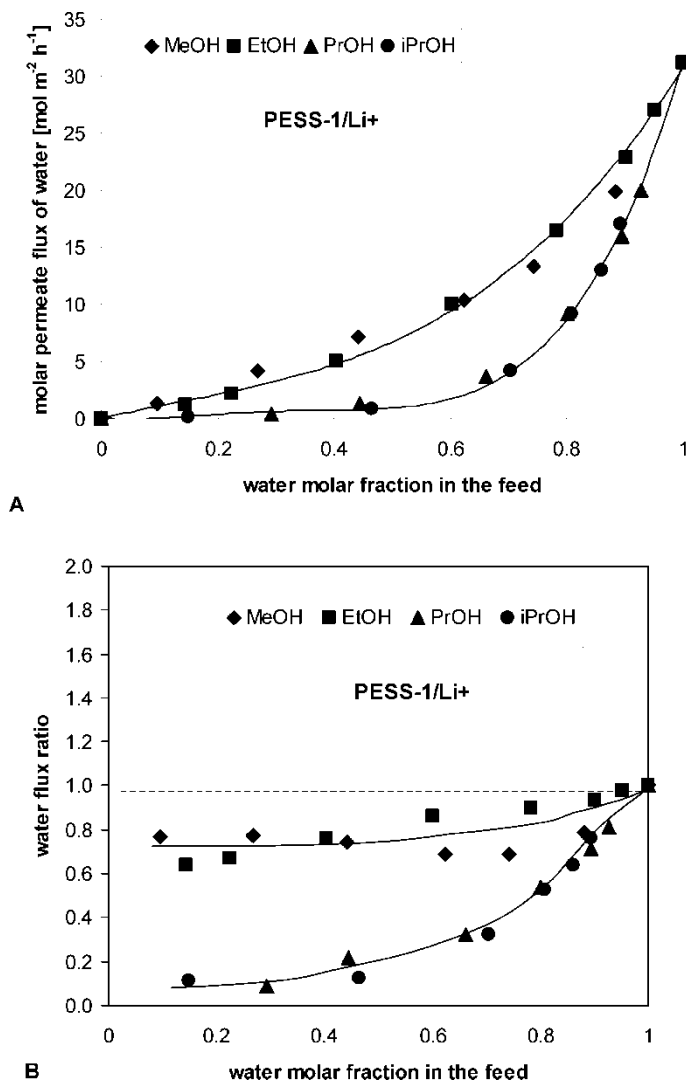 35
30
25
20
15
10
5
0
molar permeate flux of water [mol m⁻² h⁻¹]
MeOH EtOH PrOH iPrOH
PESS-1/Li+
0 0.2 0.4 0.6 0.8 1
water molar fraction in the feed
A
2.0
1.8
1.6
1.4
1.2
1.0
0.8
0.6
0.4
0.2
0.0
water flux ratio
MeOH EtOH PrOH iPrOH
PESS-1/Li+
0 0.2 0.4 0.6 0.8 1
water molar fraction in the feed
B